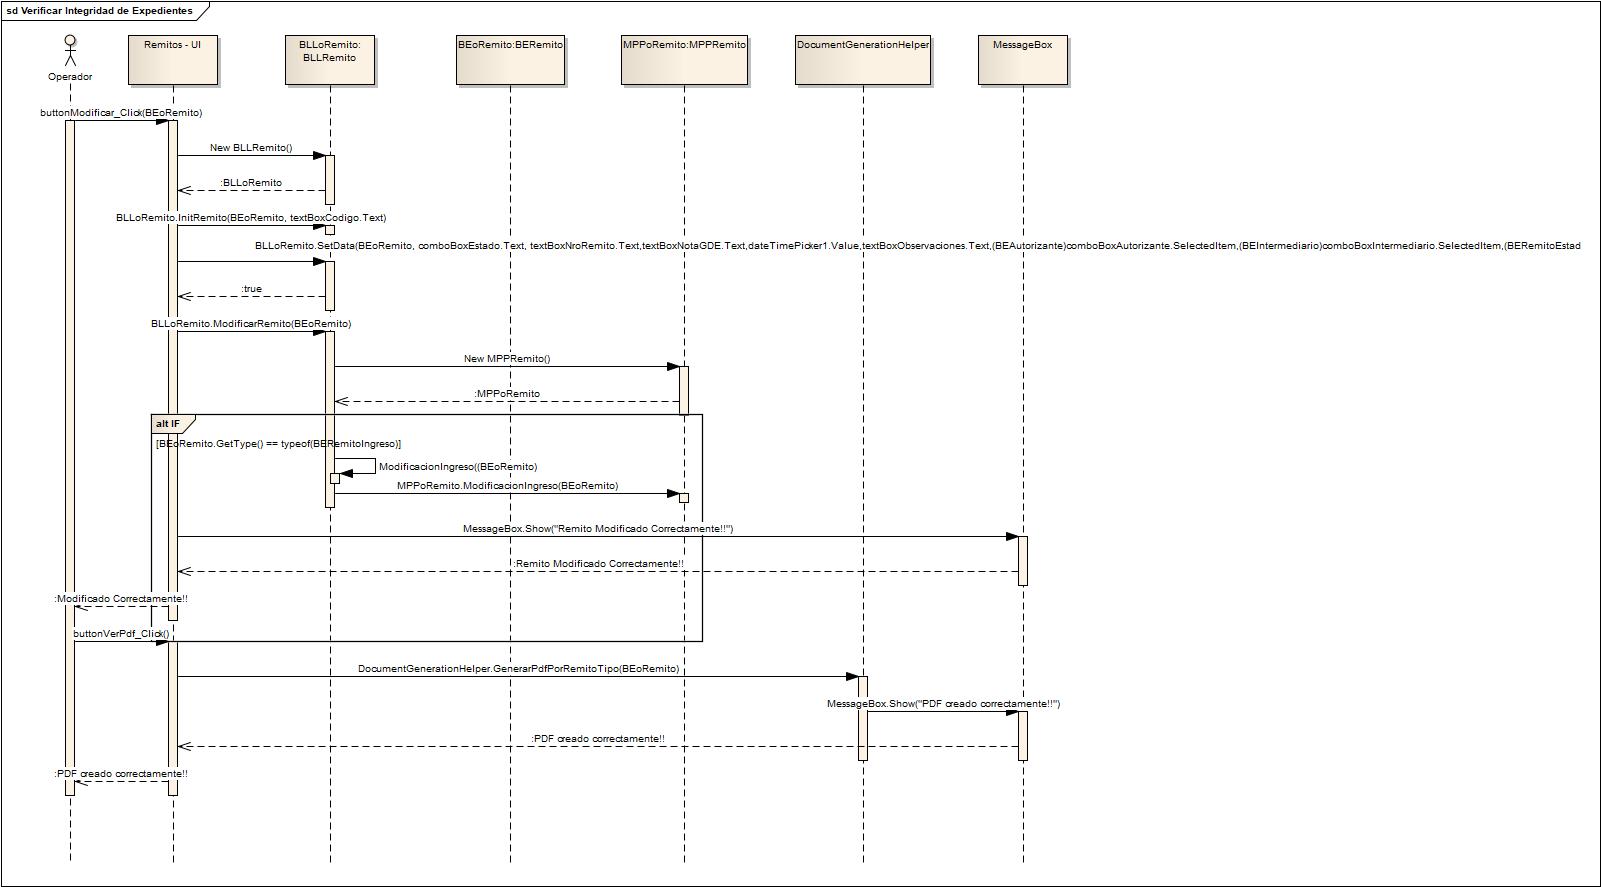 sd Verificar Integridad de Expedientes
Operador
Remitos - UI
BLLoRemito:
BLLRemito
BEoRemito:BERemito
MPPoRemito:MPPRemito
DocumentGenerationHelper
MessageBox
buttonModificar_Click(BEoRemito)
New BLLRemito()
:BLLoRemito
BLLoRemito.InitRemito(BEoRemito, textBoxCodigo.Text)
BLLoRemito.SetData(BEoRemito, comboBoxEstado.Text, textBoxNroRemito.Text,textBoxNotaGDE.Text,dateTimePicker1.Value,textBoxObservaciones.Text,(BEAutorizante)comboBoxAutorizante.SelectedItem,(BEIntermediario)comboBoxIntermediario.SelectedItem,(BERemitoEstad
:true
BLLoRemito.ModificarRemito(BEoRemito)
New MPPRemito()
:MPPoRemito
alt IF
[BEoRemito.GetType() == typeof(BERemitoIngreso)]
ModificacionIngreso((BEoRemito)
MPPoRemito.ModificacionIngreso(BEoRemito)
MessageBox.Show("Remito Modificado Correctamente!!")
:Remito Modificado Correctamente!!
:Modificado Correctamente!!
buttonVerPdf_Click()
DocumentGenerationHelper.GenerarPdfPorRemitoTipo(BEoRemito)
MessageBox.Show("PDF creado correctamente!!")
:PDF creado correctamente!!
:PDF creado correctamente!!